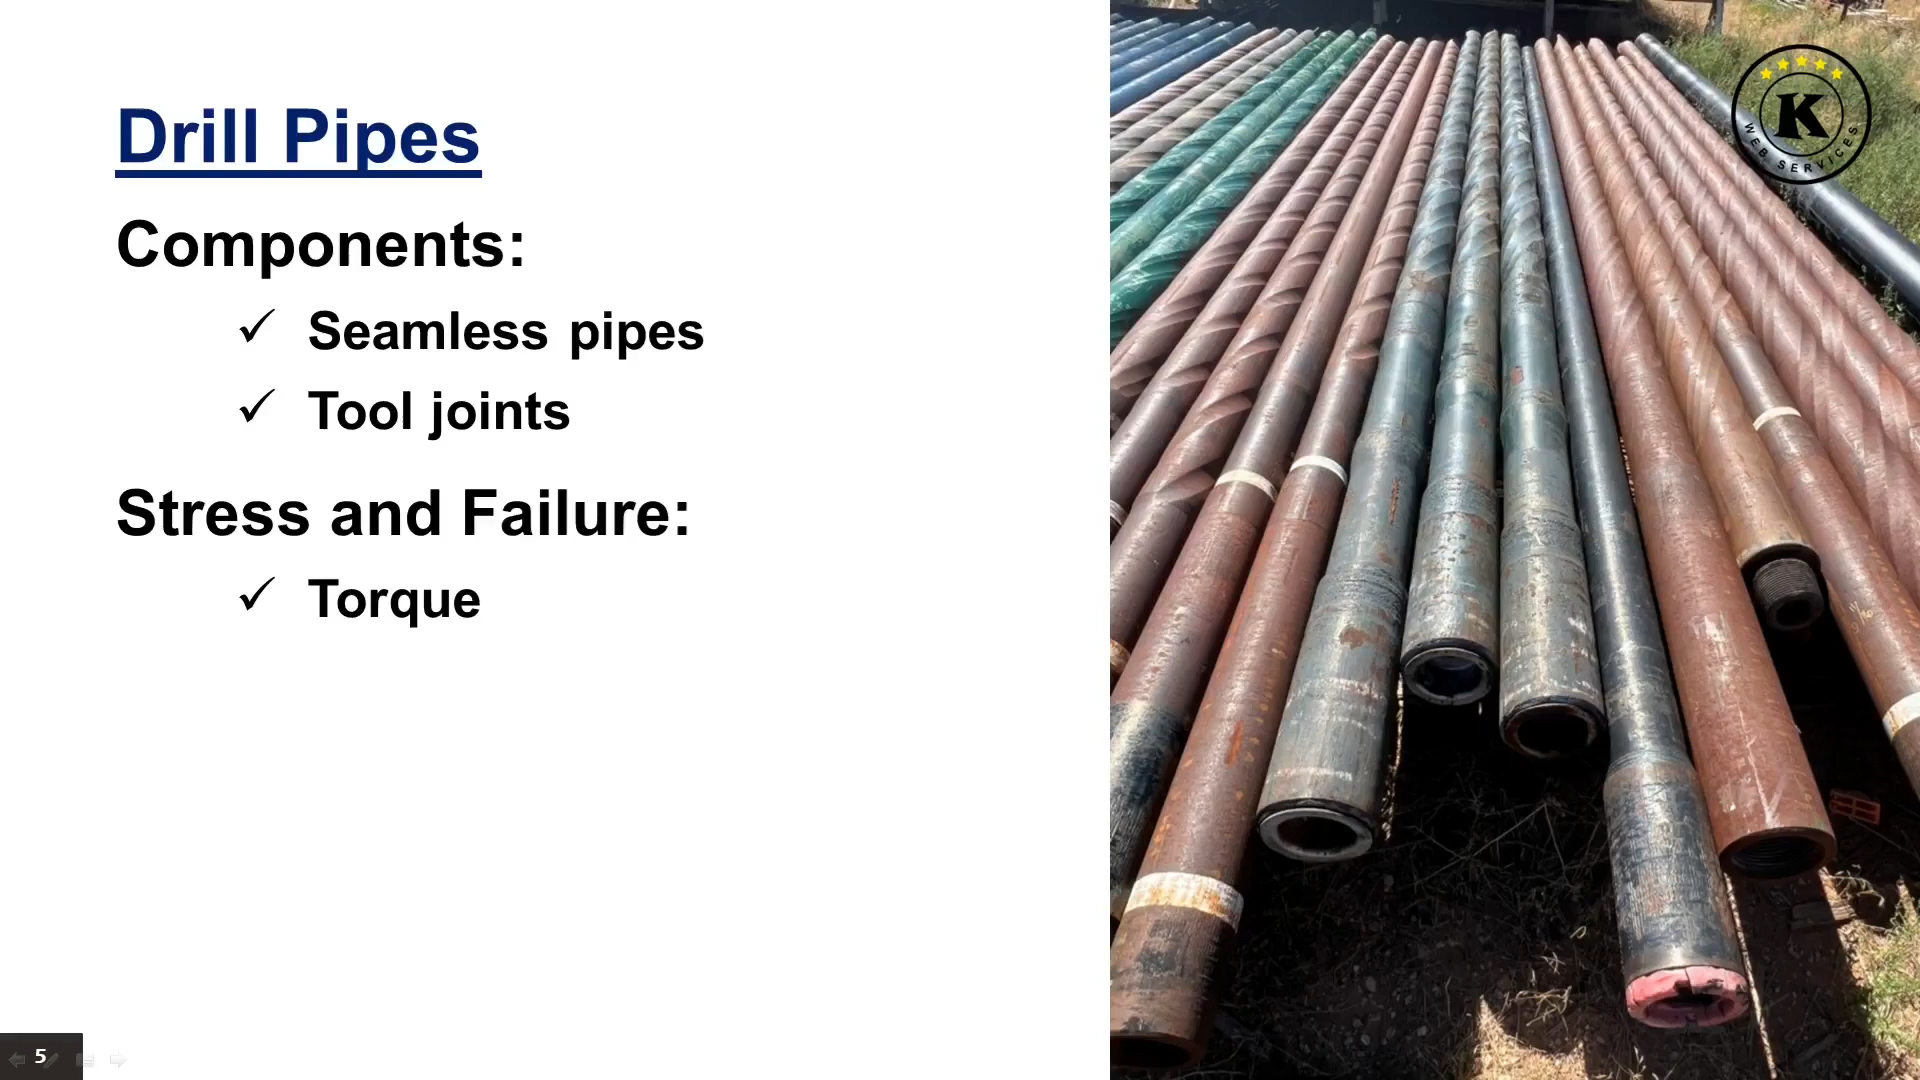 Drill Pipes
Components:
✓ Seamless pipes
✓ Tool joints
Stress and Failure:
✓ Torque
K
WEB SERVICES
5